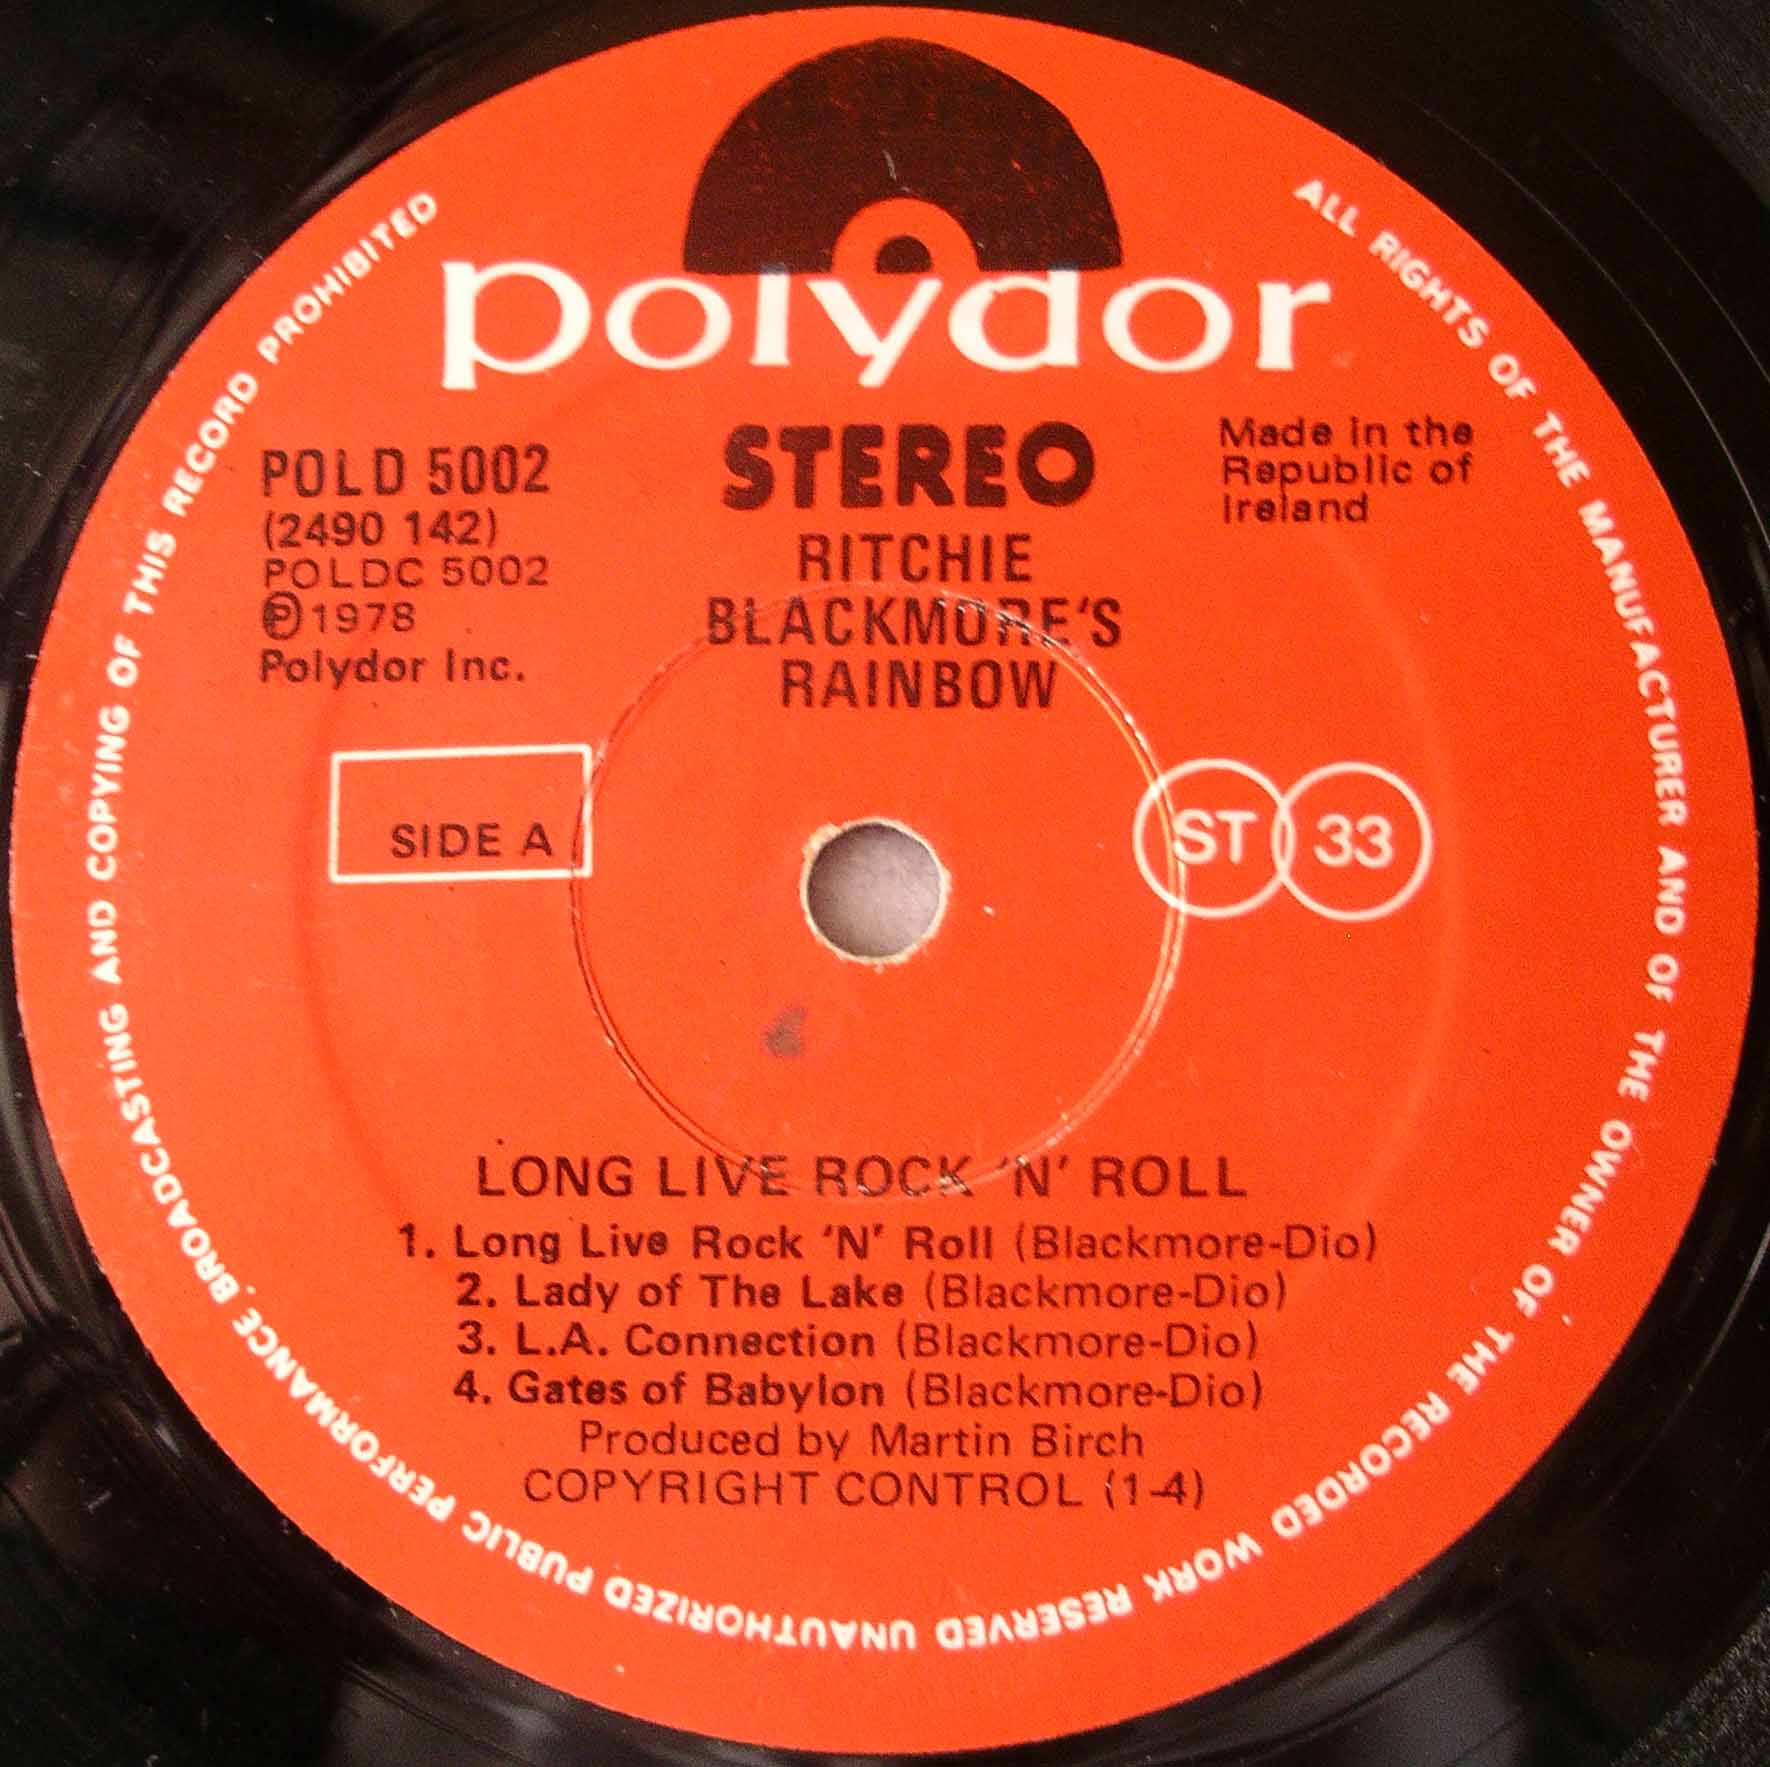 polydor
STEREO
RITCHIE
BLACKMORE'S
RAINBOW
POLD 5002
(2490 142)
POLDC 5002
Ⓟ1978
Polydor Inc.
Made in the
Republic of
Ireland
SIDE A
ST 33
LONG LIVE ROCK 'N' ROLL
1. Long Live Rock 'N' Roll (Blackmore-Dio)
2. Lady of The Lake (Blackmore-Dio)
3. L.A. Connection (Blackmore-Dio)
4. Gates of Babylon (Blackmore-Dio)
Produced by Martin Birch
COPYRIGHT CONTROL (1-4)
ALL RIGHTS OF THE MANUFACTURER AND OF THE OWNER OF THE RECORDED WORK RESERVED UNAUTHORIZED PUBLIC PERFORMANCE, BROADCASTING AND COPYING OF THIS RECORD PROHIBITED